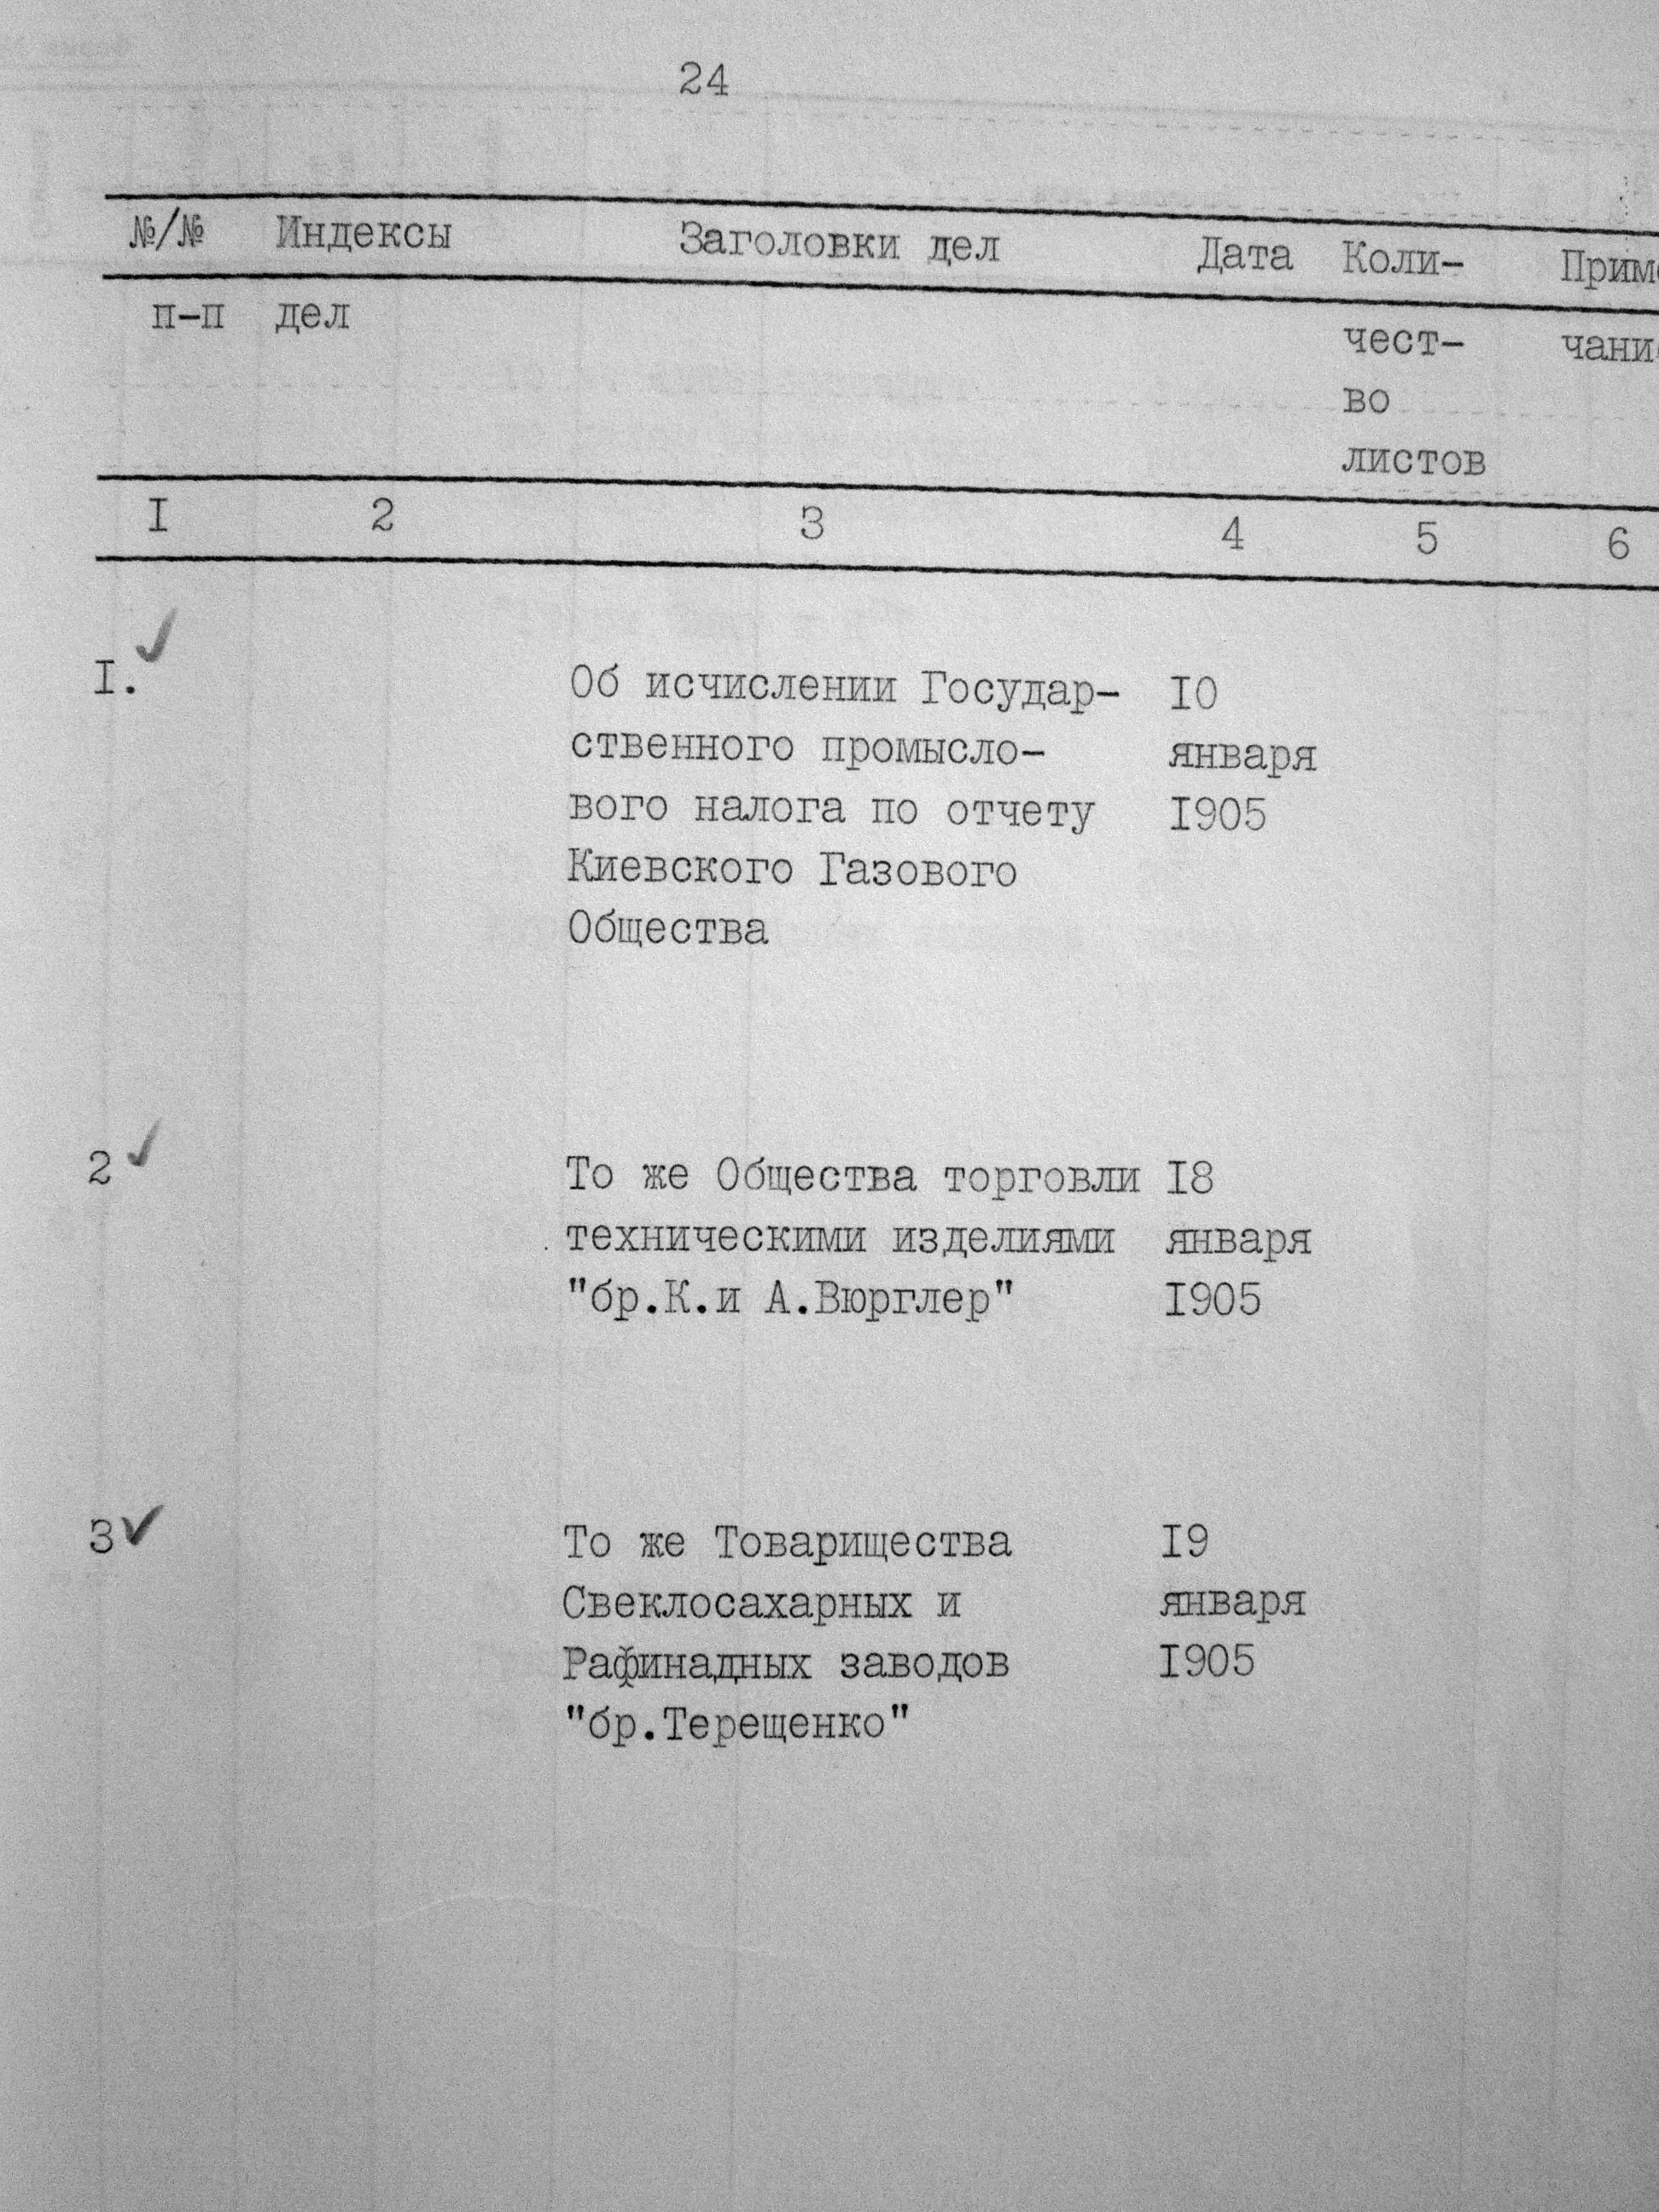 24
№/№ Индексы Заголовки дел Дата Коли- Приме
п-п дел чест- чание
во
листов
I 2 3 4 5 6
I. Об исчислении Государ- I0
ственного промысло- января
вого налога по отчету I905
Киевского Газового
Общества
2 То же Общества торговли I8
техническими изделиями января
"бр.К.и А.Вюрглер" I905
3 То же Товарищества I9
Свеклосахарных и января
Рафинадных заводов I905
"бр.Терещенко"